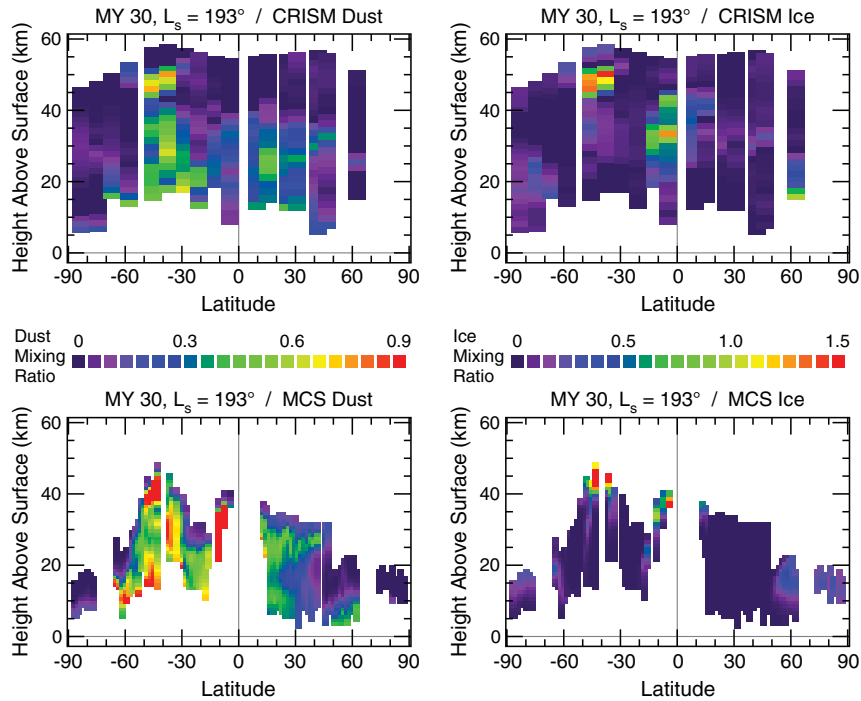 MY 30, Ls = 193° / CRISM Dust
MY 30, Ls = 193° / CRISM Ice
Height Above Surface (km)
60
40
20
0
-90 -60 -30 0 30 60 90
Latitude
Height Above Surface (km)
60
40
20
0
-90 -60 -30 0 30 60 90
Latitude
Dust
Mixing
Ratio
0 0.3 0.6 0.9
Ice
Mixing
Ratio
0 0.5 1.0 1.5
MY 30, Ls = 193° / MCS Dust
MY 30, Ls = 193° / MCS Ice
Height Above Surface (km)
60
40
20
0
-90 -60 -30 0 30 60 90
Latitude
Height Above Surface (km)
60
40
20
0
-90 -60 -30 0 30 60 90
Latitude